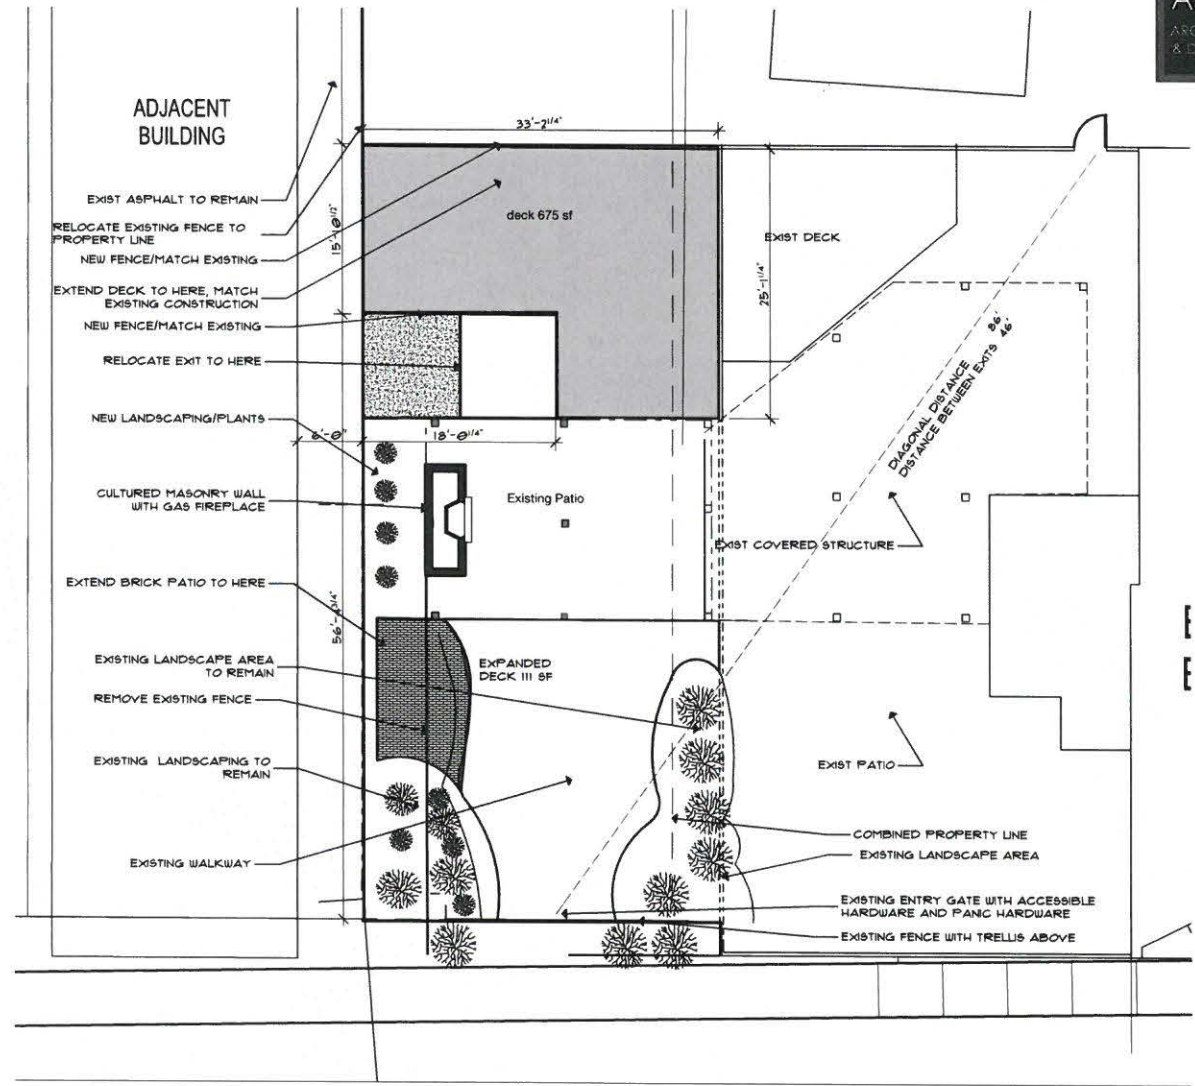 ADJACENT
BUILDING
33'-2 1/4"
EXIST ASPHALT TO REMAIN
RELOCATE EXISTING FENCE TO
PROPERTY LINE
NEW FENCE/MATCH EXISTING
EXTEND DECK TO HERE, MATCH
EXISTING CONSTRUCTION
NEW FENCE/MATCH EXISTING
RELOCATE EXIT TO HERE
NEW LANDSCAPING/PLANTS
CULTURED MASONRY WALL
WITH GAS FIREPLACE
EXTEND BRICK PATIO TO HERE
EXISTING LANDSCAPE AREA
TO REMAIN
REMOVE EXISTING FENCE
EXISTING LANDSCAPING TO
REMAIN
EXISTING WALKWAY
deck 675 sf
EXIST DECK
25'-1 1/4"
6'-0"
18'-0 1/4"
Existing Patio
DIAGONAL DISTANCE 86'
DISTANCE BETWEEN EXITS 46'
EXIST COVERED STRUCTURE
EXPANDED
DECK 111 SF
EXIST PATIO
COMBINED PROPERTY LINE
EXISTING LANDSCAPE AREA
EXISTING ENTRY GATE WITH ACCESSIBLE
HARDWARE AND PANIC HARDWARE
EXISTING FENCE WITH TRELLIS ABOVE